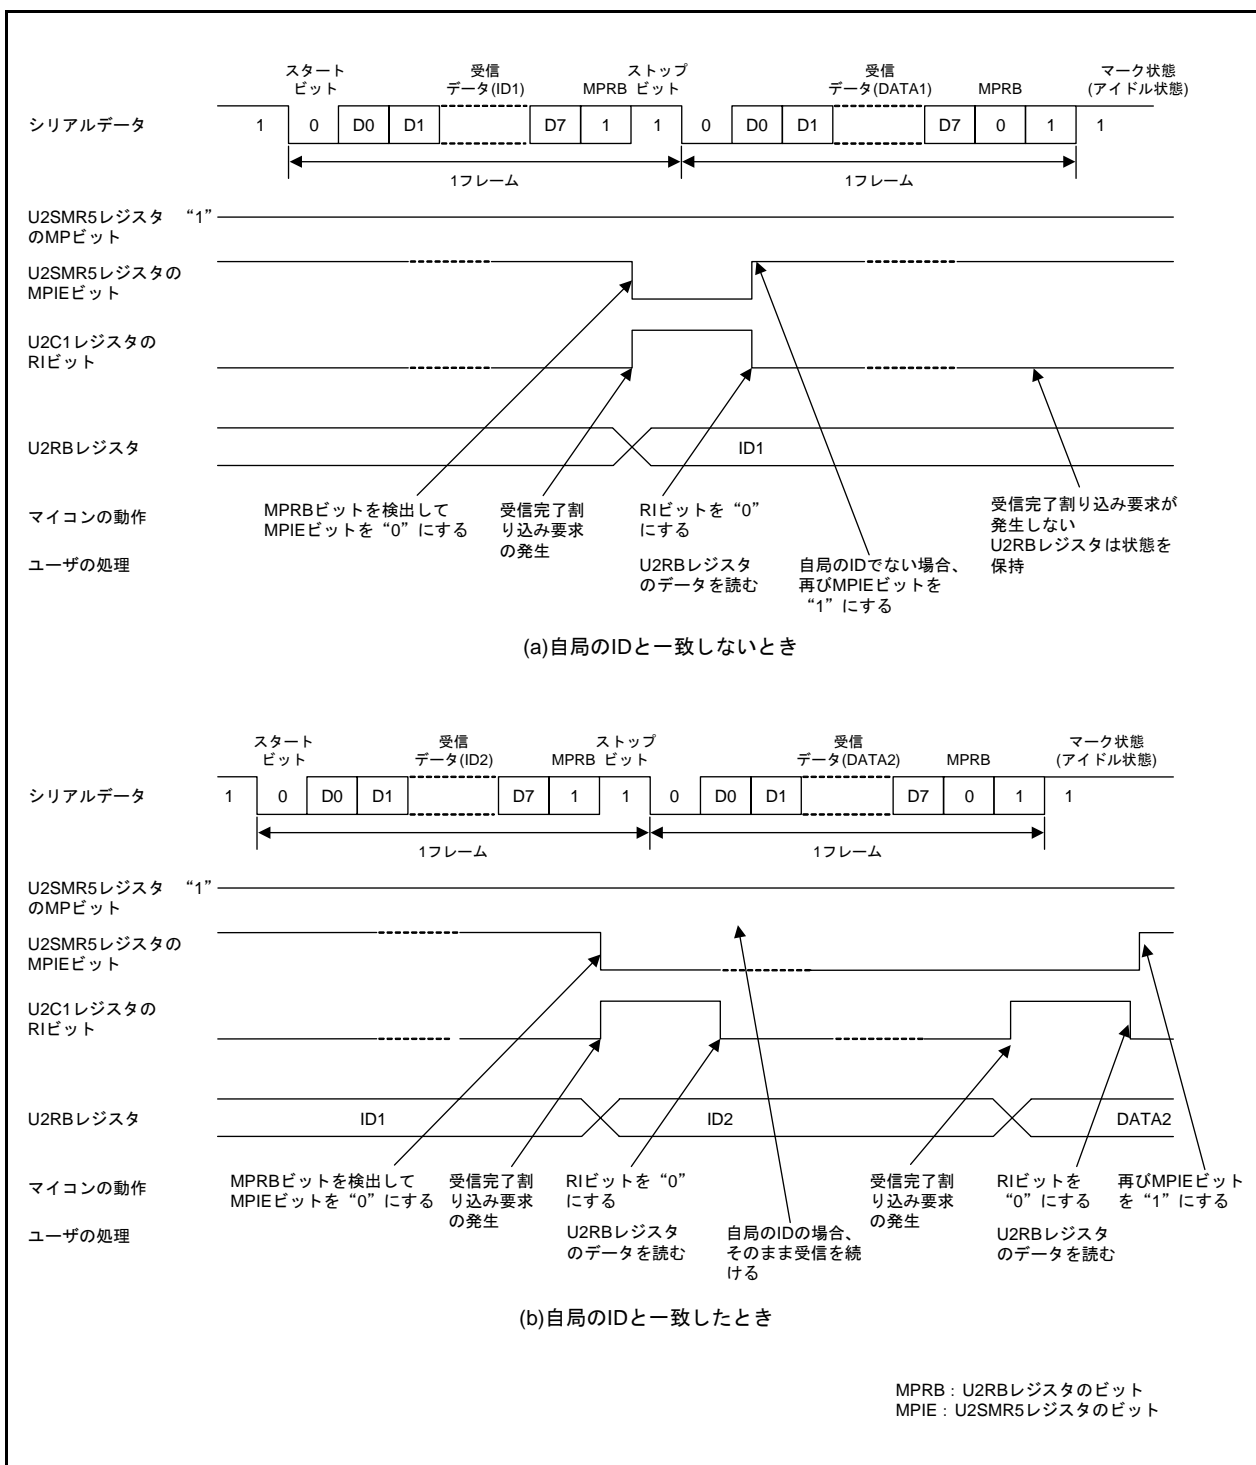 スタート
ビット
受信
データ(ID1)
MPRB
ストップ
ビット
受信
データ(DATA1)
MPRB
マーク状態
(アイドル状態)
シリアルデータ
1 0 D0 D1 D7 1 1 0 D0 D1 D7 0 1 1
1フレーム 1フレーム
U2SMR5レジスタ “1”
のMPビット
U2SMR5レジスタの
MPIEビット
U2C1レジスタの
RIビット
U2RBレジスタ ID1
マイコンの動作
MPRBビットを検出して
MPIEビットを“0”にする
受信完了割
り込み要求
の発生
RIビットを“0”
にする
受信完了割り込み要求が
発生しない
U2RBレジスタは状態を
保持
ユーザの処理
U2RBレジスタ
のデータを読む
自局のIDでない場合、
再びMPIEビットを
“1”にする
(a)自局のIDと一致しないとき
スタート
ビット
受信
データ(ID2)
MPRB
ストップ
ビット
受信
データ(DATA2)
MPRB
マーク状態
(アイドル状態)
シリアルデータ
1 0 D0 D1 D7 1 1 0 D0 D1 D7 0 1 1
1フレーム 1フレーム
U2SMR5レジスタ “1”
のMPビット
U2SMR5レジスタの
MPIEビット
U2C1レジスタの
RIビット
U2RBレジスタ ID1 ID2 DATA2
マイコンの動作
MPRBビットを検出して
MPIEビットを“0”にする
受信完了割
り込み要求
の発生
RIビットを“0”
にする
受信完了割
り込み要求
の発生
RIビットを
“0”にする
再びMPIEビット
を“1”にする
ユーザの処理
U2RBレジスタ
のデータを読む
自局のIDの場合、
そのまま受信を続
ける
U2RBレジスタ
のデータを読む
(b)自局のIDと一致したとき
MPRB：U2RBレジスタのビット
MPIE：U2SMR5レジスタのビット